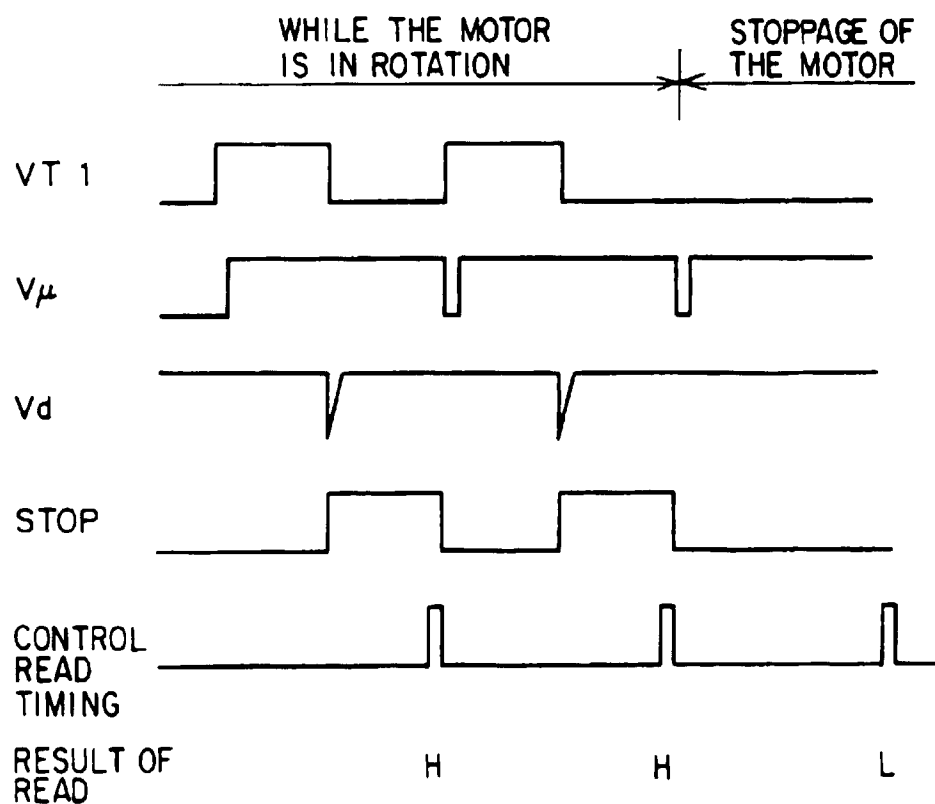 WHILE THE MOTOR
IS IN ROTATION
STOPPAGE OF
THE MOTOR
VT 1
Vμ
Vd
STOP
CONTROL
READ
TIMING
RESULT OF
READ
H H L